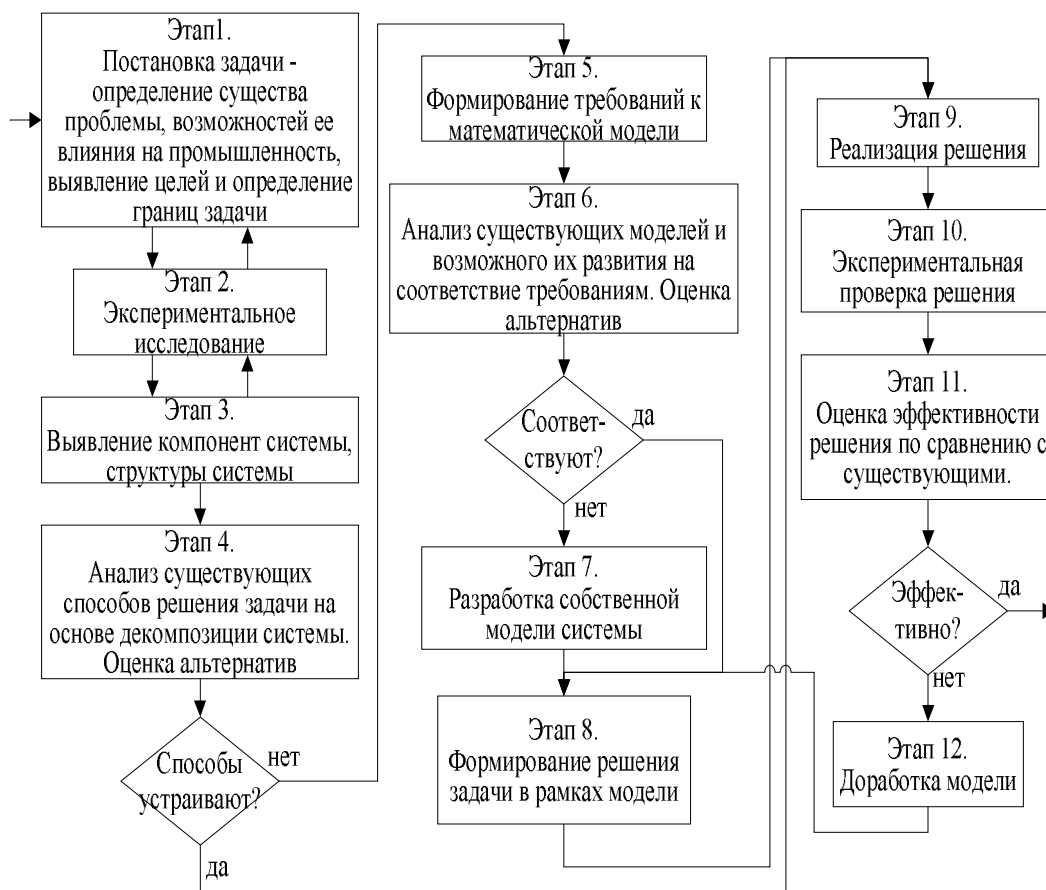 Этап1.
Постановка задачи -
определение существа
проблемы, возможностей ее
влияния на промышленность,
выявление целей и определение
границ задачи
Этап 2.
Экспериментальное
исследование
Этап 3.
Выявление компонент системы,
структуры системы
Этап 4.
Анализ существующих
способов решения задачи на
основе декомпозиции системы.
Оценка альтернатив
Способы
устраивают?
нет
да
Этап 5.
Формирование требований к
математической модели
Этап 6.
Анализ существующих моделей и
возможного их развития на
соответствие требованиям. Оценка
альтернатив
Соответ-
ствуют?
да
нет
Этап 7.
Разработка собственной
модели системы
Этап 8.
Формирование решения
задачи в рамках модели
Этап 9.
Реализация решения
Этап 10.
Экспериментальная
проверка решения
Этап 11.
Оценка эффективности
решения по сравнению с
существующими.
Эффек-
тивно?
да
нет
Этап 12.
Доработка модели